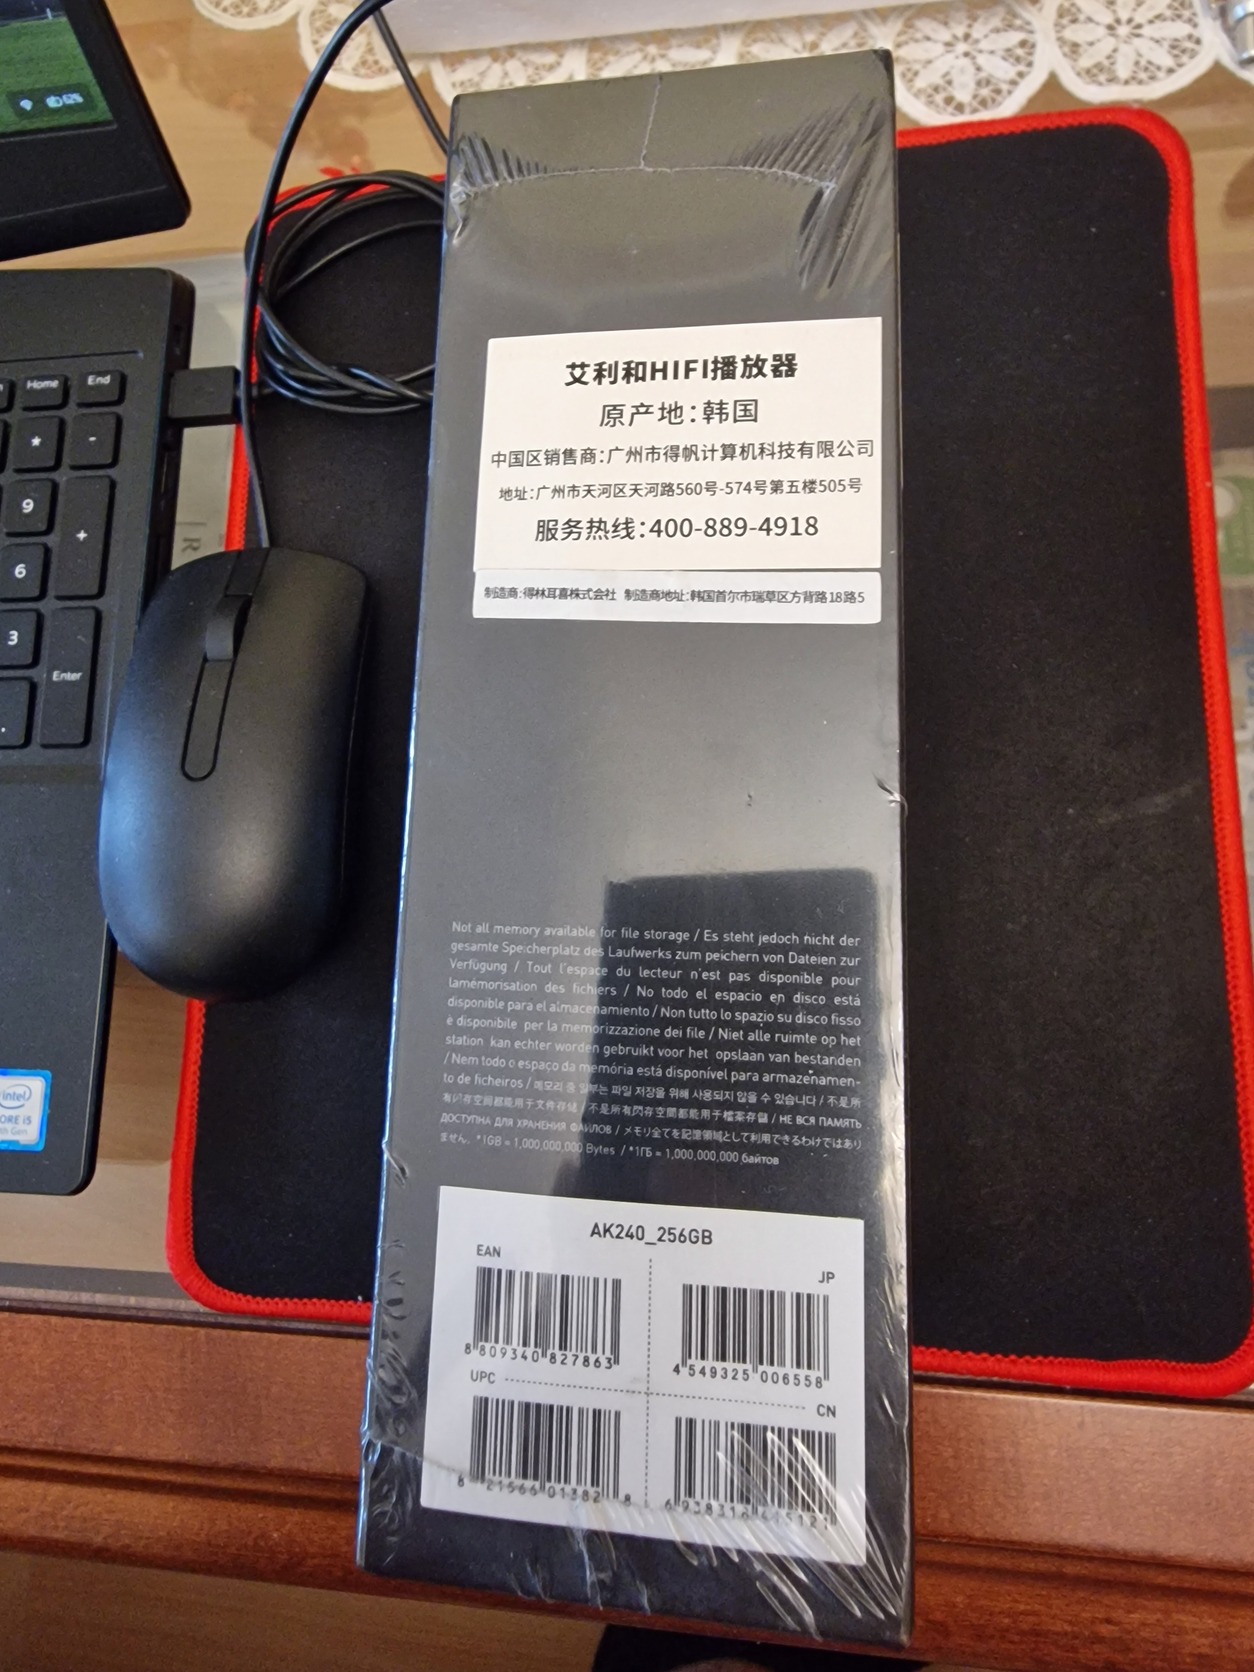 62%
Home
End
*
-
9
+
6
3
Enter
.
intel
CORE i5
艾利和HIFI播放器
原产地:韩国
中国区销售商:广州市得帆计算机科技有限公司
地址:广州市天河区天河路560号-574号第五楼505号
服务热线:400-889-4918
制造商:得林耳喜株式会社 制造商地址:韩国首尔市瑞草区方背路18路5
Not all memory available for file storage / Es steht jedoch nicht der
gesamte Speicherplatz des Laufwerks zum peichern von Dateien zur
Verfügung / Tout l'espace du lecteur n'est pas disponible pour
lamémorisation des fichiers / No todo el espacio en disco está
disponible para el almacenamiento / Non tutto lo spazio su disco fisso
è disponibile per la memorizzazione dei file / Niet alle ruimte op het
station kan echter worden gebruikt voor het opslaan van bestanden
/ Nem todo o espaço da memória está disponível para armazenamen-
to de ficheiros / 메모리 중 일부는 파일 저장을 위해 사용되지 않을 수 있습니다 / 不是所
有闪存空間都能用于文件存储 / 不是所有閃存空間都能用于檔案存儲 / НЕ ВСЯ ПАМЯТЬ
ДОСТУПНА ДЛЯ ХРАНЕНИЯ ФАЙЛОВ / メモリ全てを記憶領域として利用できるわけではあり
ません。 *1GB = 1,000,000,000 Bytes / *1ГБ = 1,000,000,000 байтов
AK240_256GB
EAN
JP
8 809340 827863
4 549325 006558
UPC
CN
8 21566 01382 8